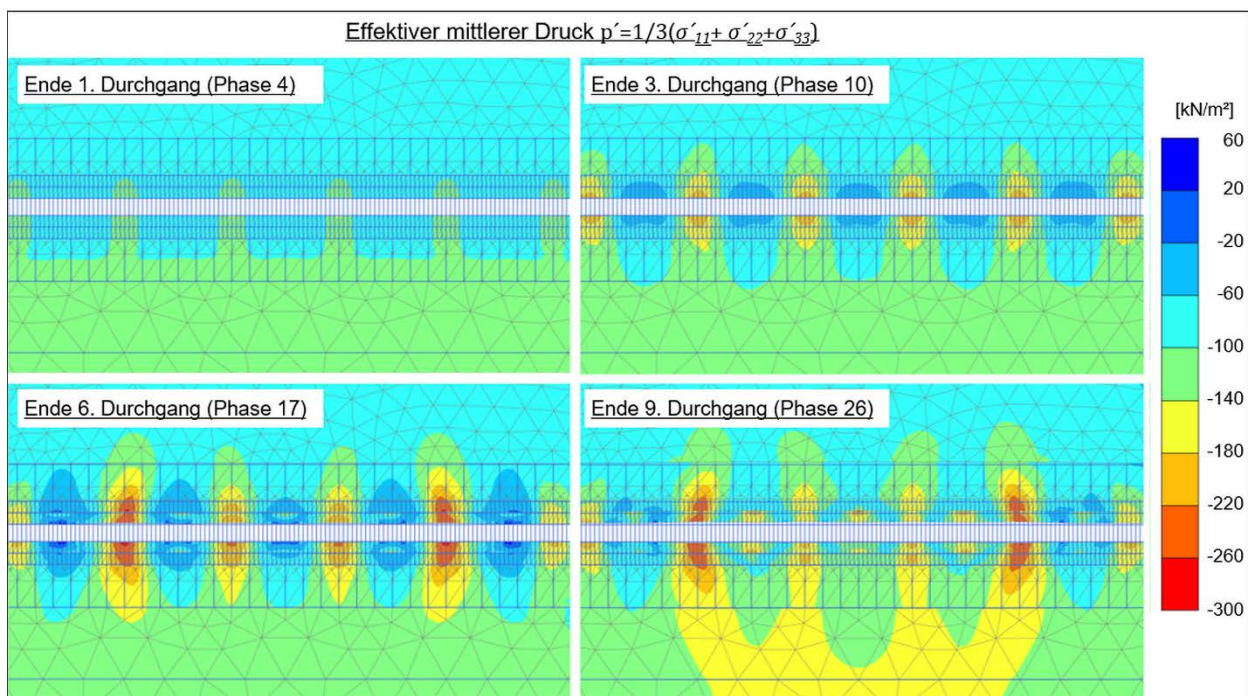 Effektiver mittlerer Druck p´=1/3(σ´11+ σ´22+σ´33)
Ende 1. Durchgang (Phase 4)
Ende 3. Durchgang (Phase 10)
[kN/m²]
60
20
-20
-60
-100
-140
-180
-220
-260
-300
Ende 6. Durchgang (Phase 17)
Ende 9. Durchgang (Phase 26)